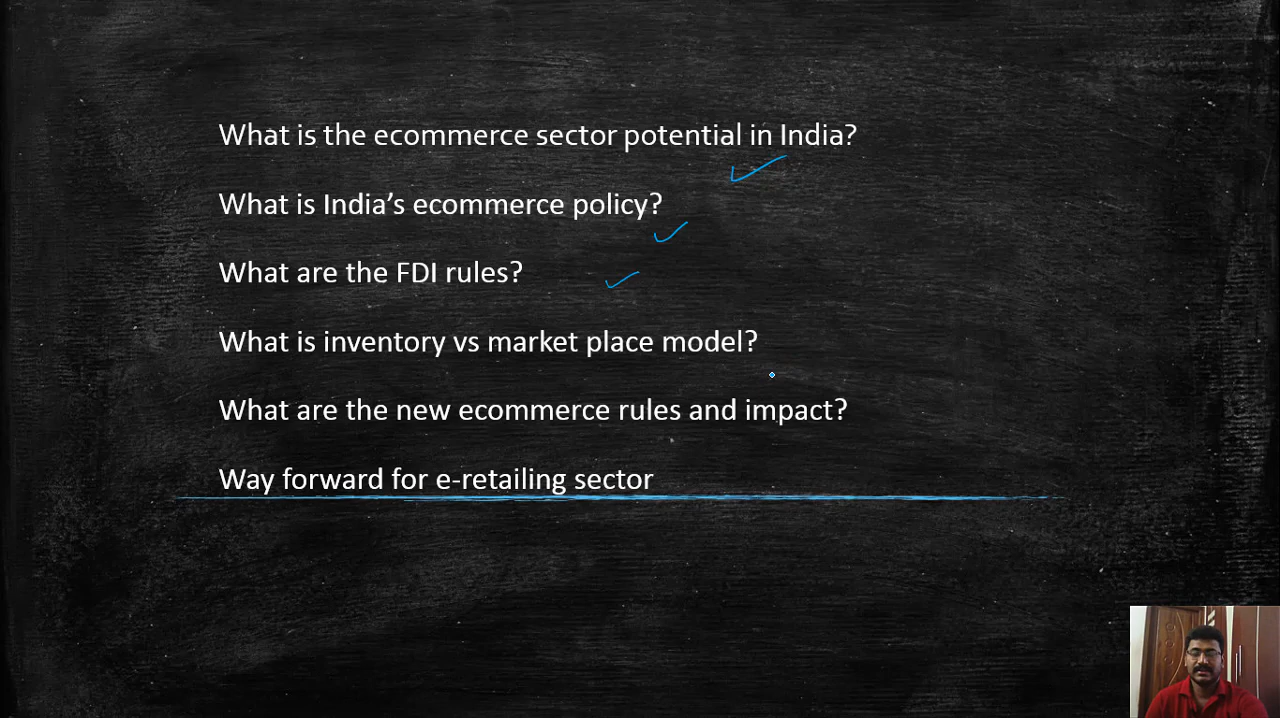 What is the ecommerce sector potential in India?
What is India’s ecommerce policy?
What are the FDI rules?
What is inventory vs market place model?
What are the new ecommerce rules and impact?
Way forward for e-retailing sector